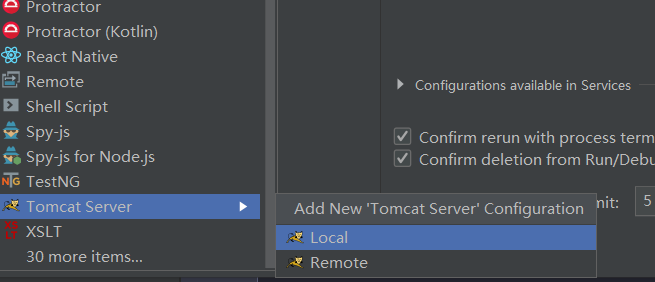 Protractor
Protractor (Kotlin)
React Native
Remote
Shell Script
Spy-js
Spy-js for Node.js
TestNG
Tomcat Server
XSLT
30 more items...
Configurations available in Services
Confirm rerun with process term
Confirm deletion from Run/Debu
mit: 5
Add New 'Tomcat Server' Configuration
Local
Remote